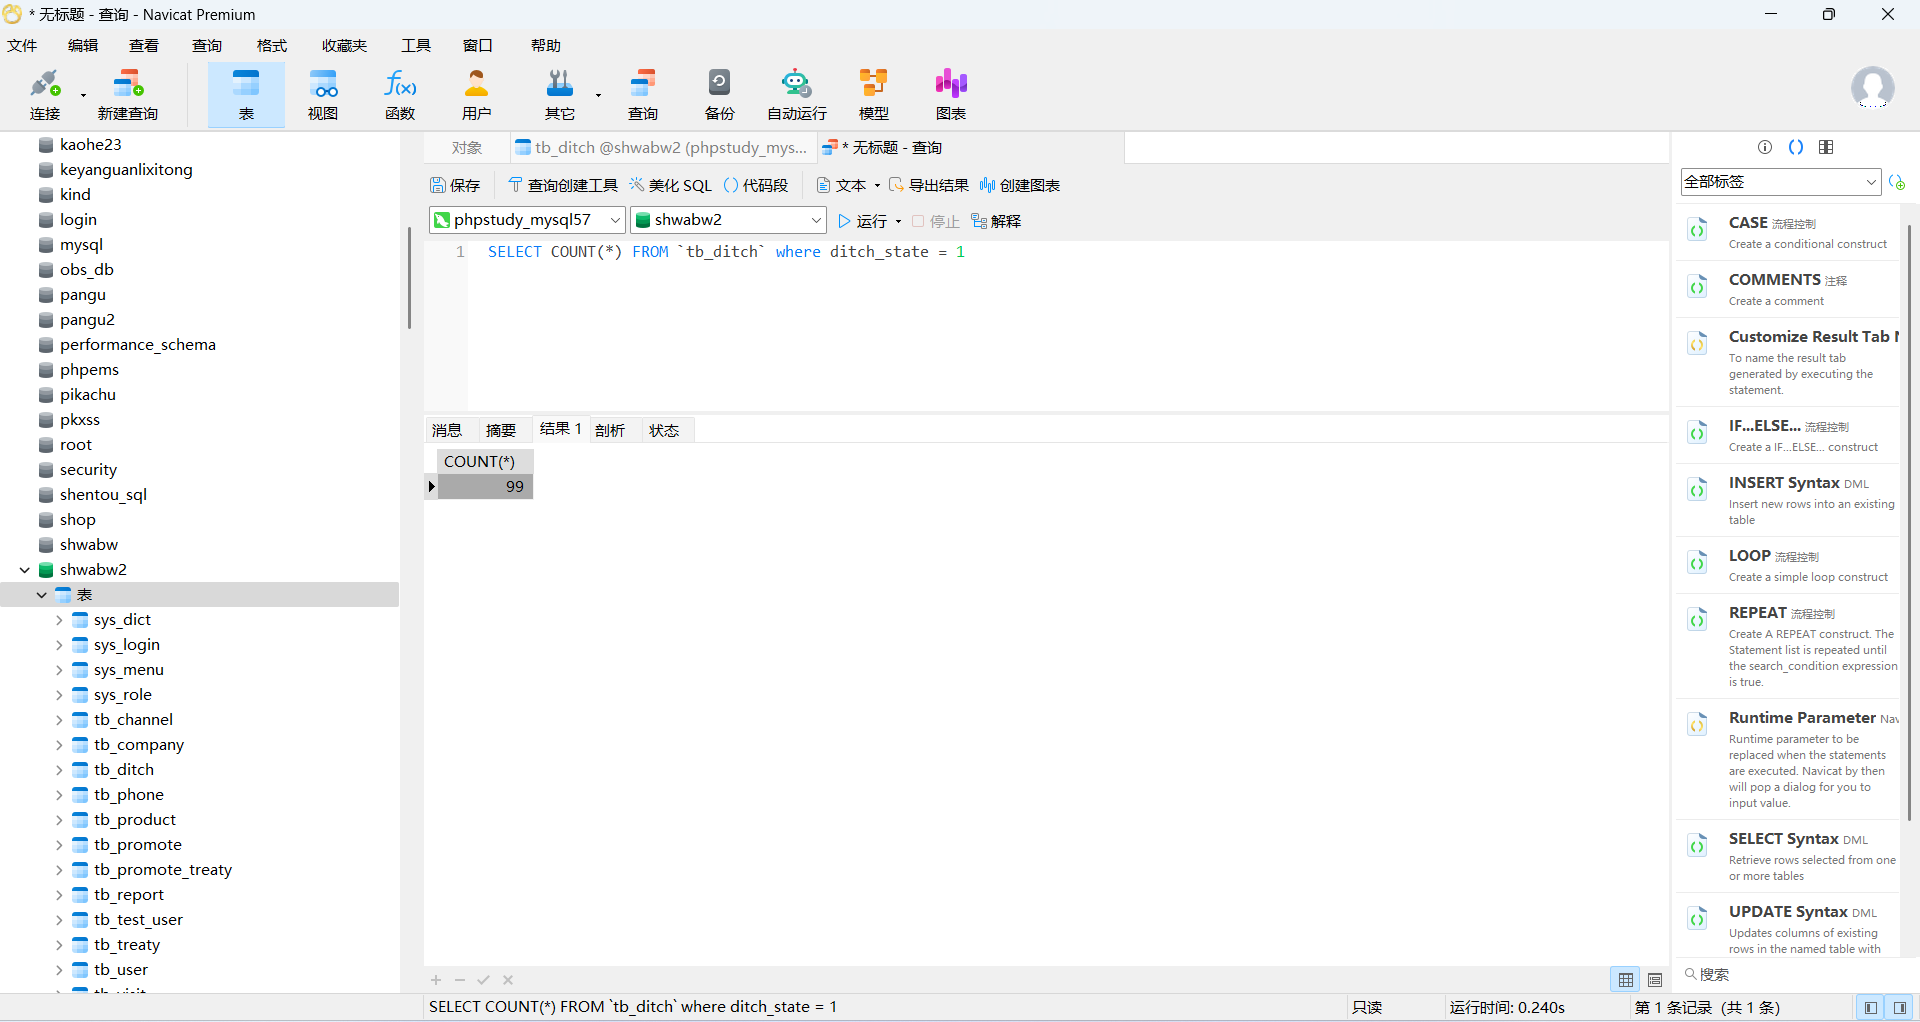 * 无标题 - 查询 - Navicat Premium
文件 编辑 查看 查询 格式 收藏夹 工具 窗口 帮助
连接 新建查询 表 视图 函数 用户 其它 查询 备份 自动运行 模型 图表
kaohe23
keyanguanlixitong
kind
login
mysql
obs_db
pangu
pangu2
performance_schema
phpems
pikachu
pkxss
root
security
shentou_sql
shop
shwabw
shwabw2
表
sys_dict
sys_login
sys_menu
sys_role
tb_channel
tb_company
tb_ditch
tb_phone
tb_product
tb_promote
tb_promote_treaty
tb_report
tb_test_user
tb_treaty
tb_user
对象 tb_ditch @shwabw2 (phpstudy_mys... * 无标题 - 查询
保存 查询创建工具 美化 SQL 代码段 文本 导出结果 创建图表
phpstudy_mysql57 shwabw2 运行 停止 解释
1 SELECT COUNT(*) FROM `tb_ditch` where ditch_state = 1
消息 摘要 结果 1 剖析 状态
COUNT(*)
99
全部标签
CASE 流程控制
Create a conditional construct
COMMENTS 注释
Create a comment
Customize Result Tab
To name the result tab
generated by executing the
statement.
IF...ELSE... 流程控制
Create a IF...ELSE... construct
INSERT Syntax DML
Insert new rows into an existing
table
LOOP 流程控制
Create a simple loop construct
REPEAT 流程控制
Create A REPEAT construct. The
Statement list is repeated until
the search_condition expression
is true.
Runtime Parameter Nav
Runtime parameter to be
replaced when the statements
are executed. Navicat by then
will pop a dialog for you to
input value.
SELECT Syntax DML
Retrieve rows selected from one
or more tables
UPDATE Syntax DML
Updates columns of existing
rows in the named table with
搜索
SELECT COUNT(*) FROM `tb_ditch` where ditch_state = 1 只读 运行时间: 0.240s 第 1 条记录 (共 1 条)